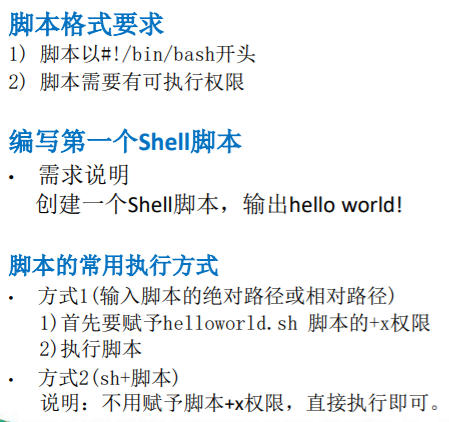 脚本格式要求
1) 脚本以#!/bin/bash开头
2) 脚本需要有可执行权限
编写第一个Shell脚本
• 需求说明
创建一个Shell脚本，输出hello world!
脚本的常用执行方式
• 方式1(输入脚本的绝对路径或相对路径)
1)首先要赋予helloworld.sh 脚本的+x权限
2)执行脚本
• 方式2(sh+脚本)
说明：不用赋予脚本+x权限，直接执行即可。